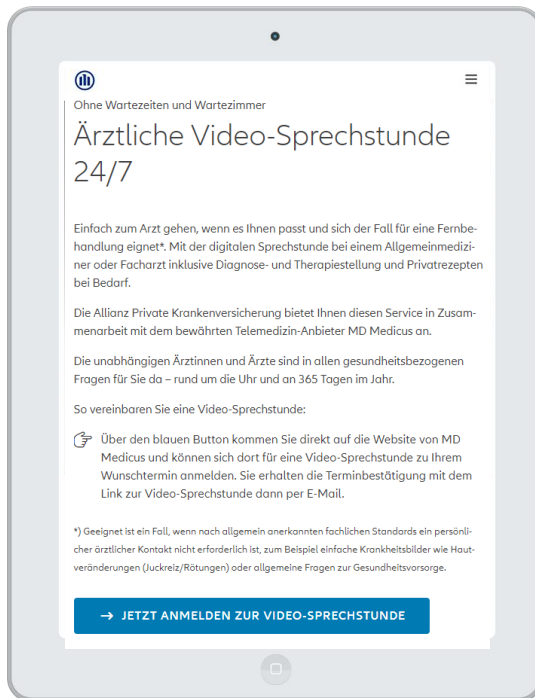 Ohne Wartezeiten und Wartezimmer
Ärztliche Video-Sprechstunde
24/7
Einfach zum Arzt gehen, wenn es Ihnen passt und sich der Fall für eine Fernbe-
handlung eignet*. Mit der digitalen Sprechstunde bei einem Allgemeinmedizi-
ner oder Facharzt inklusive Diagnose- und Therapiestellung und Privatrezepten
bei Bedarf.
Die Allianz Private Krankenversicherung bietet Ihnen diesen Service in Zusam-
menarbeit mit dem bewährten Telemedizin-Anbieter MD Medicus an.
Die unabhängigen Ärztinnen und Ärzte sind in allen gesundheitsbezogenen
Fragen für Sie da – rund um die Uhr und an 365 Tagen im Jahr.
So vereinbaren Sie eine Video-Sprechstunde:
Über den blauen Button kommen Sie direkt auf die Website von MD
Medicus und können sich dort für eine Video-Sprechstunde zu Ihrem
Wunschtermin anmelden. Sie erhalten die Terminbestätigung mit dem
Link zur Video-Sprechstunde dann per E-Mail.
*) Geeignet ist ein Fall, wenn nach allgemein anerkannten fachlichen Standards ein persönli-
cher ärztlicher Kontakt nicht erforderlich ist, zum Beispiel einfache Krankheitsbilder wie Haut-
veränderungen (Juckreiz/Rötungen) oder allgemeine Fragen zur Gesundheitsvorsorge.
→ JETZT ANMELDEN ZUR VIDEO-SPRECHSTUNDE